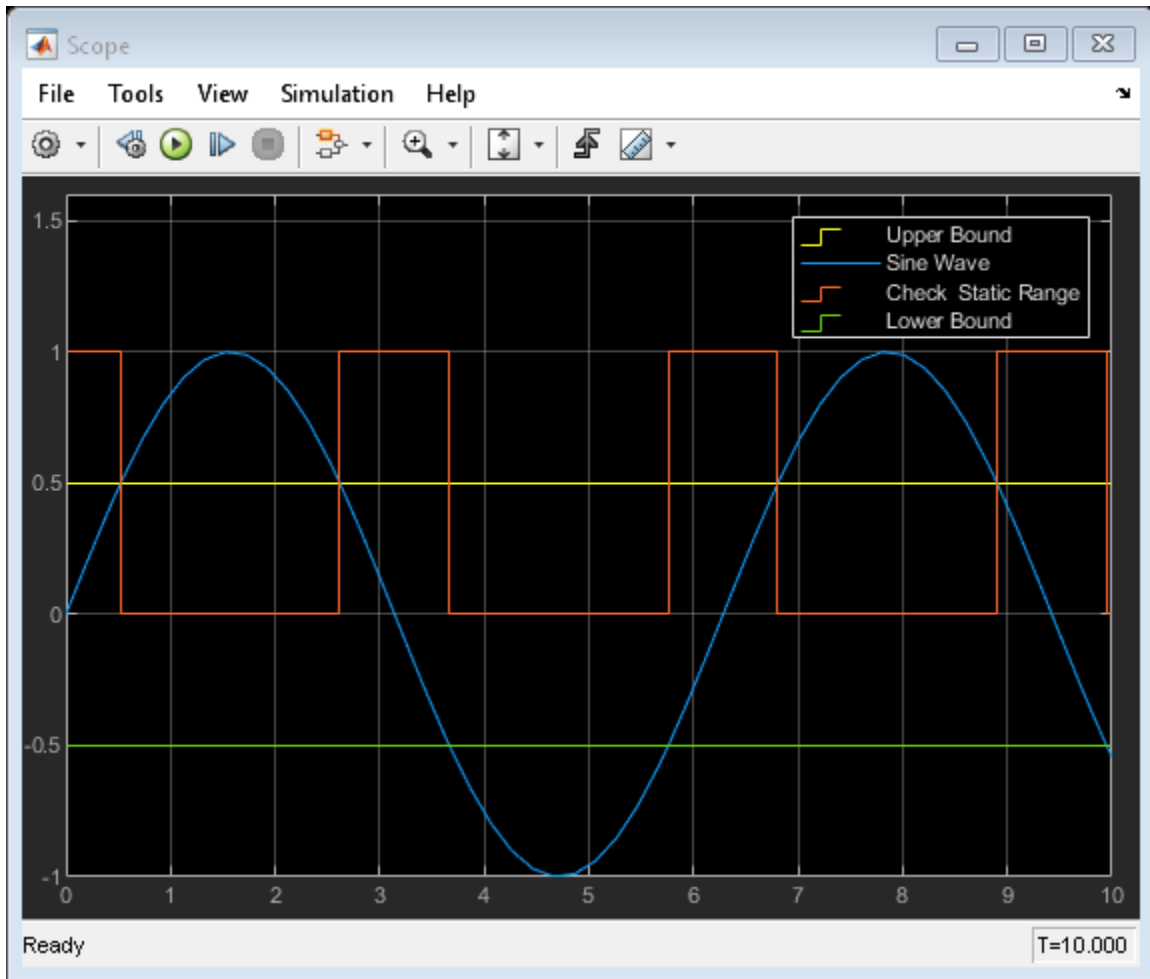 Scope
File Tools View Simulation Help
1.5
1
0.5
0
-0.5
-1
Upper Bound
Sine Wave
Check Static Range
Lower Bound
0 1 2 3 4 5 6 7 8 9 10
Ready T=10.000